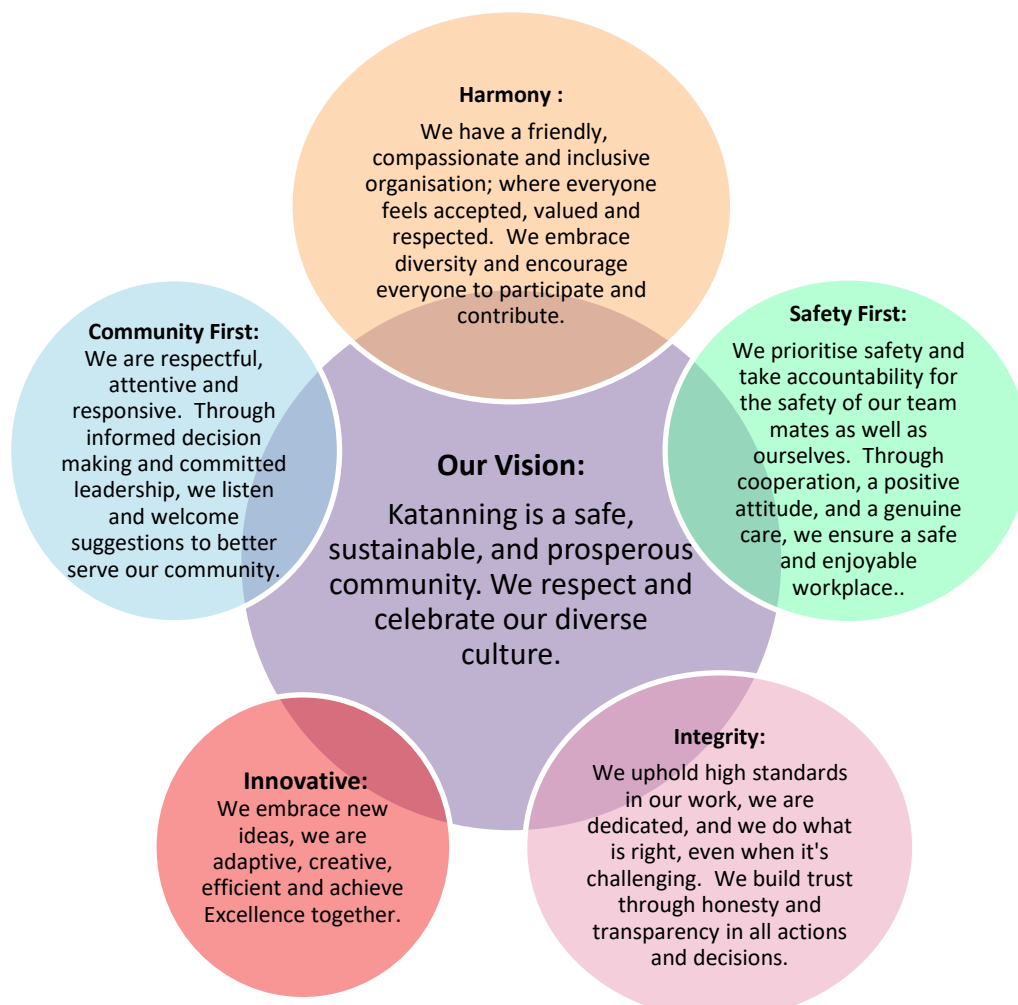 Harmony :
We have a friendly,
compassionate and inclusive
organisation; where everyone
feels accepted, valued and
respected.  We embrace
diversity and encourage
everyone to participate and
contribute.
Community First:
We are respectful,
attentive and
responsive.  Through
informed decision
making and committed
leadership, we listen
and welcome
suggestions to better
serve our community.
Safety First:
We prioritise safety and
take accountability for
the safety of our team
mates as well as
ourselves.  Through
cooperation, a positive
attitude, and a genuine
care, we ensure a safe
and enjoyable
workplace..
Our Vision:
Katanning is a safe,
sustainable, and prosperous
community. We respect and
celebrate our diverse
culture.
Innovative:
We embrace new
ideas, we are
adaptive, creative,
efficient and achieve
Excellence together.
Integrity:
We uphold high standards
in our work, we are
dedicated, and we do what
is right, even when it's
challenging.  We build trust
through honesty and
transparency in all actions
and decisions.